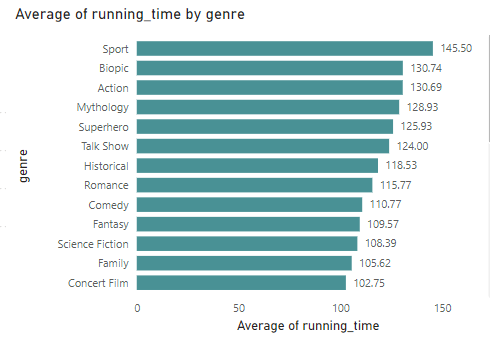 Average of running_time by genre
genre
Sport 145.50
Biopic 130.74
Action 130.69
Mythology 128.93
Superhero 125.93
Talk Show 124.00
Historical 118.53
Romance 115.77
Comedy 110.77
Fantasy 109.57
Science Fiction 108.39
Family 105.62
Concert Film 102.75
0 50 100 150
Average of running_time